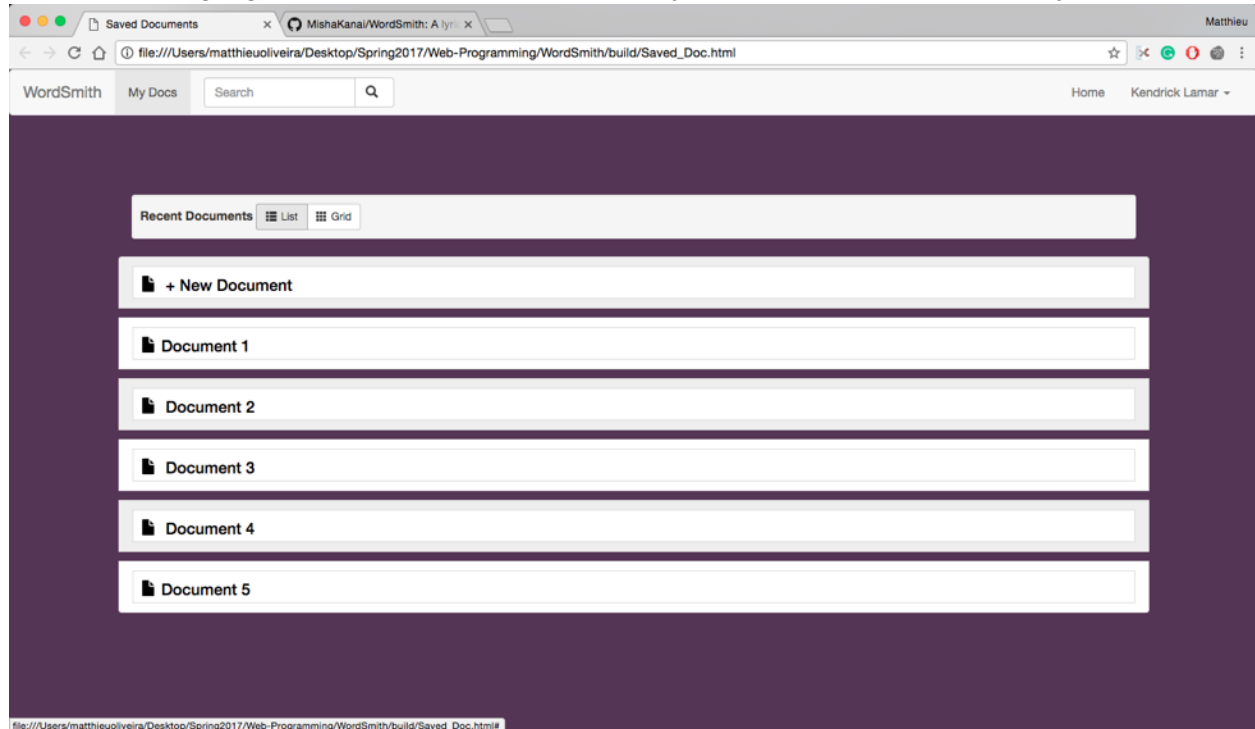 Saved Documents MishaKanai/WordSmith: A lyri Matthieu
file:///Users/matthieuoliveira/Desktop/Spring2017/Web-Programming/WordSmith/build/Saved_Doc.html
WordSmith My Docs Search Home Kendrick Lamar
Recent Documents List Grid
+ New Document
Document 1
Document 2
Document 3
Document 4
Document 5
file:///Users/matthieuoliveira/Desktop/Spring2017/Web-Programming/WordSmith/build/Saved_Doc.html#